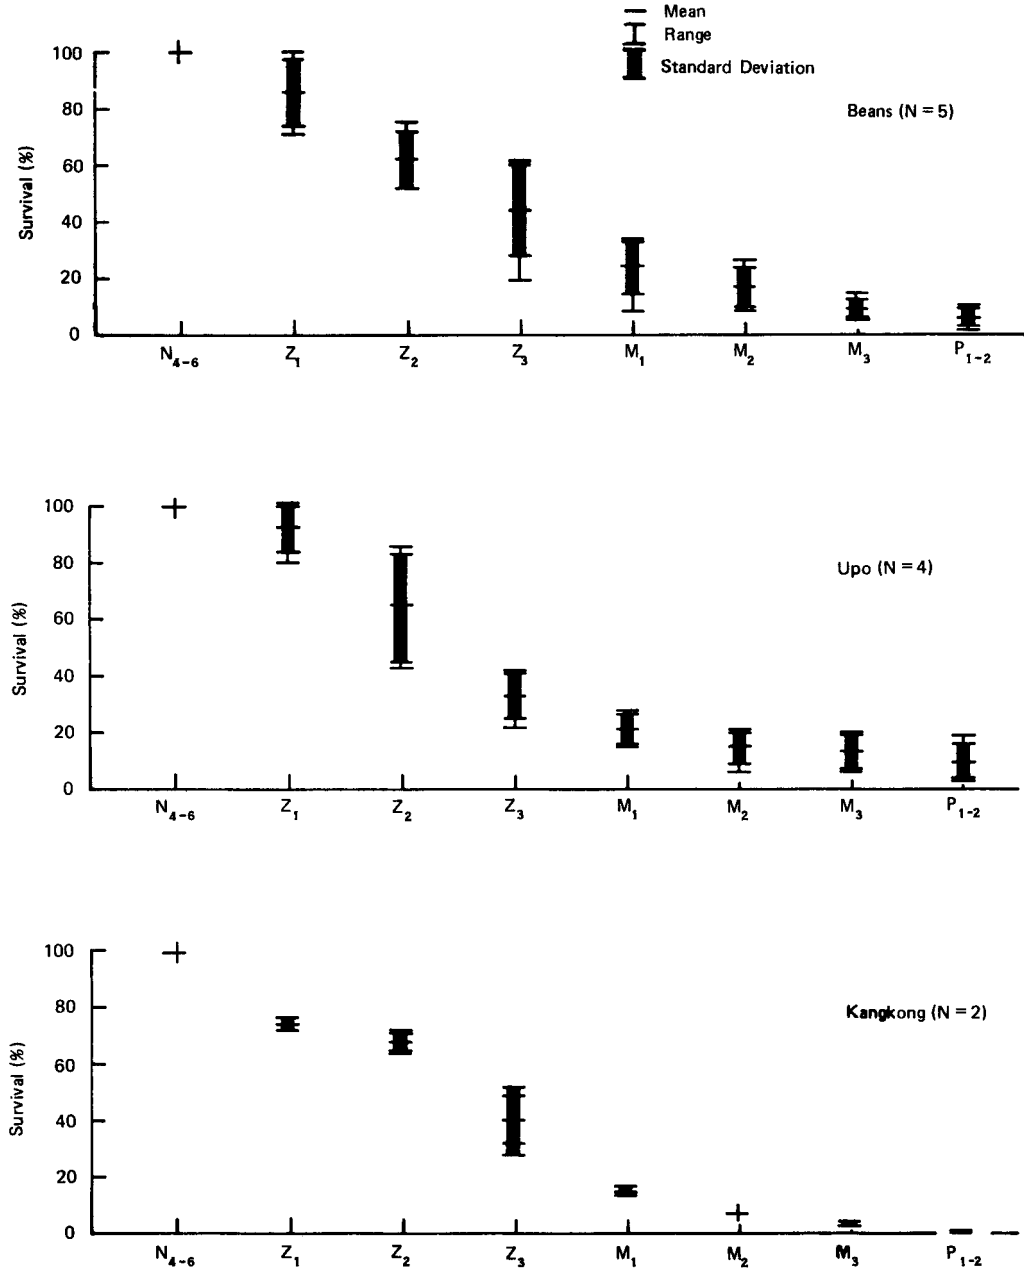 Mean
Range
Standard Deviation
Beans (N = 5)
Survival (%)
100
80
60
40
20
0
N4-6 Z1 Z2 Z3 M1 M2 M3 P1-2
Upo (N = 4)
Survival (%)
100
80
60
40
20
0
N4-6 Z1 Z2 Z3 M1 M2 M3 P1-2
Kangkong (N = 2)
Survival (%)
100
80
60
40
20
0
N4-6 Z1 Z2 Z3 M1 M2 M3 P1-2